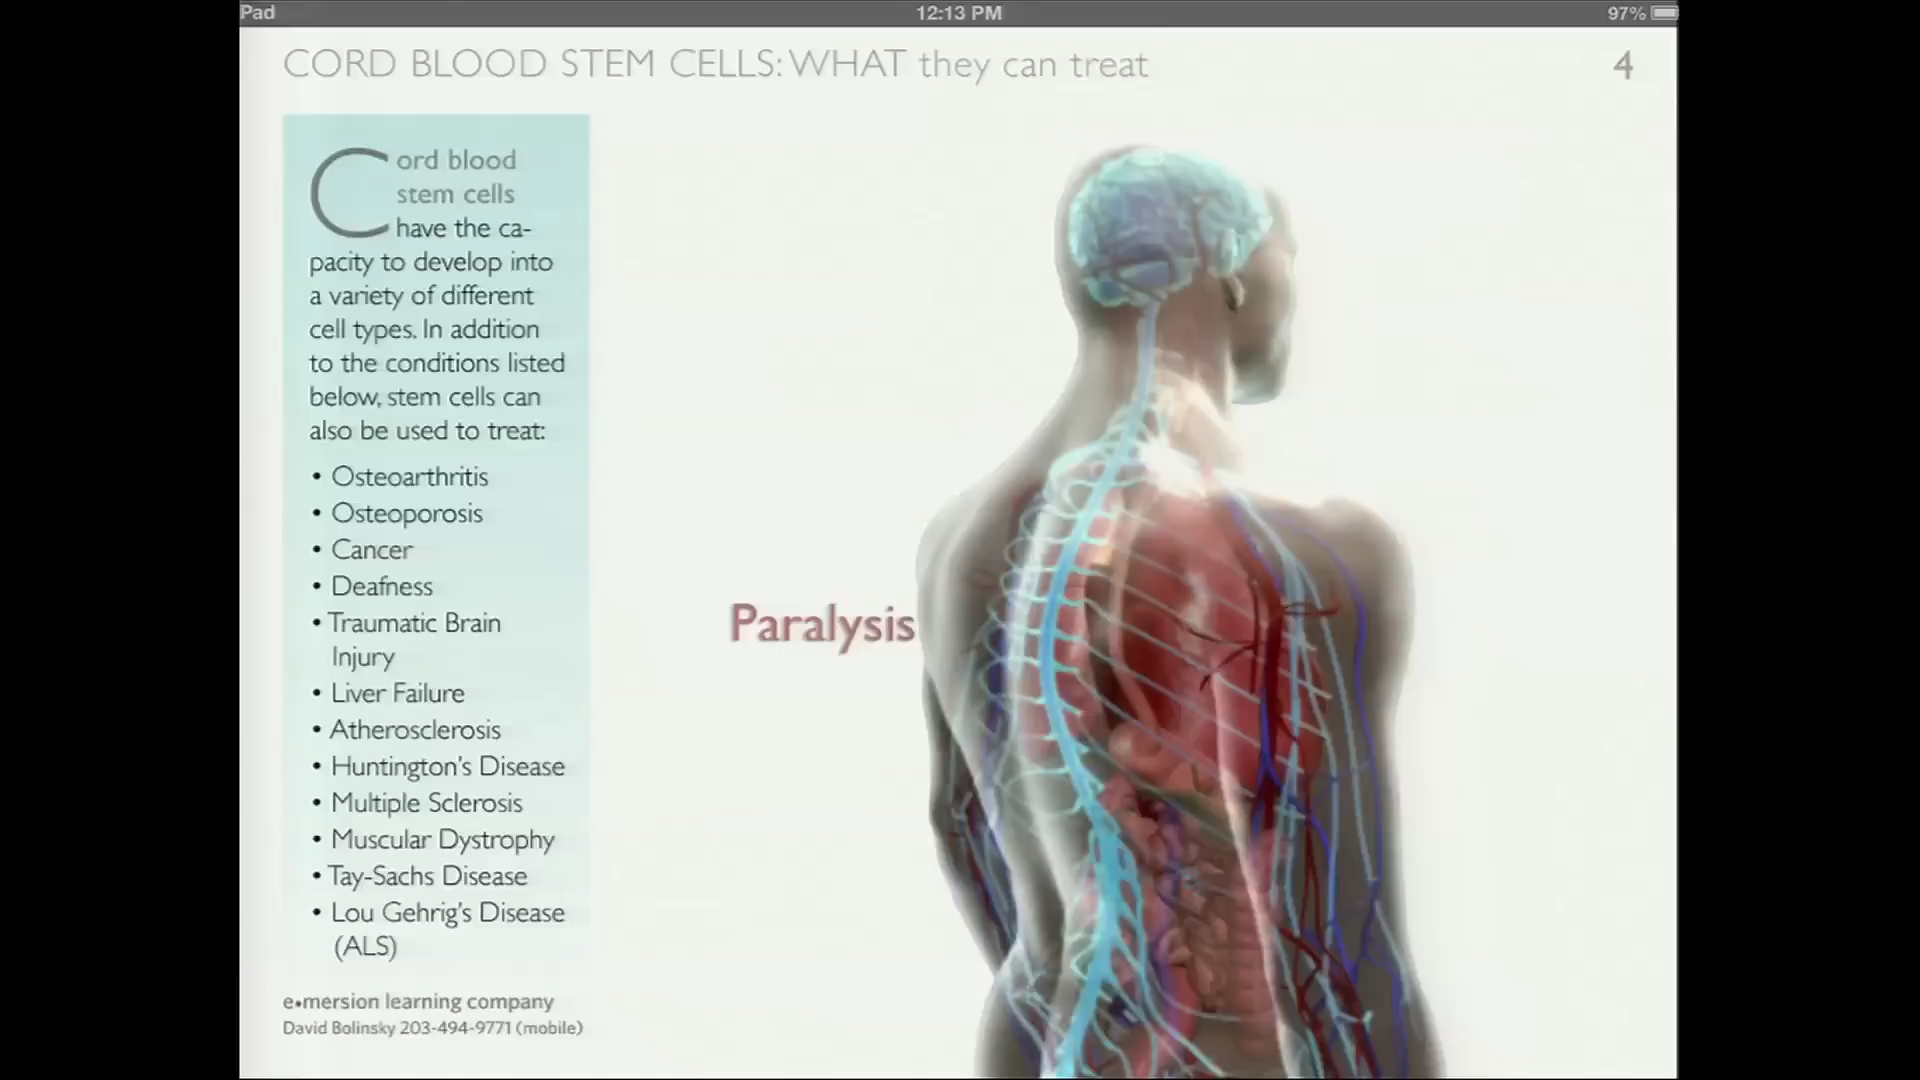 Pad
12:13 PM
97%
CORD BLOOD STEM CELLS: WHAT they can treat
4
Cord blood
stem cells
have the ca-
pacity to develop into
a variety of different
cell types. In addition
to the conditions listed
below, stem cells can
also be used to treat:
• Osteoarthritis
• Osteoporosis
• Cancer
• Deafness
• Traumatic Brain
Injury
• Liver Failure
• Atherosclerosis
• Huntington's Disease
• Multiple Sclerosis
• Muscular Dystrophy
• Tay-Sachs Disease
• Lou Gehrig's Disease
(ALS)
Paralysis
e•mersion learning company
David Bolinsky 203-494-9771 (mobile)